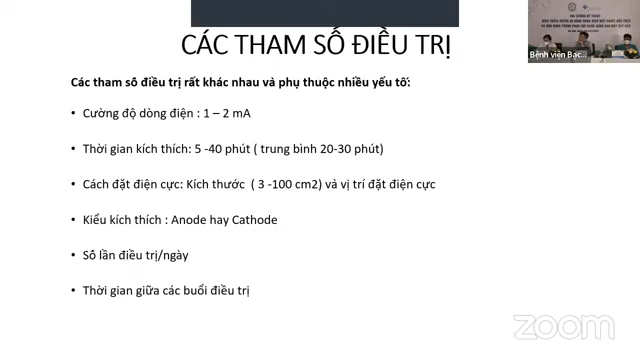 CÁC THAM SỐ ĐIỀU TRỊ
Các tham số điều trị rất khác nhau và phụ thuộc nhiều yếu tố:
• Cường độ dòng điện : 1 – 2 mA
• Thời gian kích thích: 5 -40 phút ( trung bình 20-30 phút)
• Cách đặt điện cực: Kích thước ( 3 -100 cm2) và vị trí đặt điện cực
• Kiểu kích thích : Anode hay Cathode
• Số lần điều trị/ngày
• Thời gian giữa các buổi điều trị
Bệnh viện Bạc...
zoom